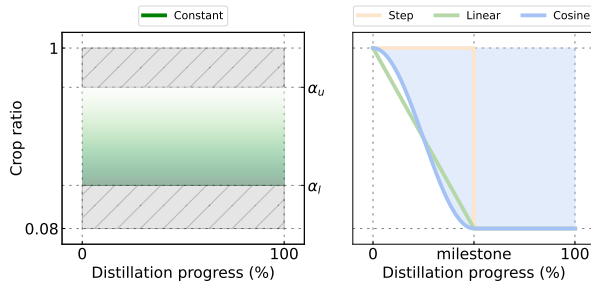 Constant
Crop ratio
1
0.08
α_u
α_l
0
100
Distillation progress (%)
Step Linear Cosine
0 milestone 100
Distillation progress (%)